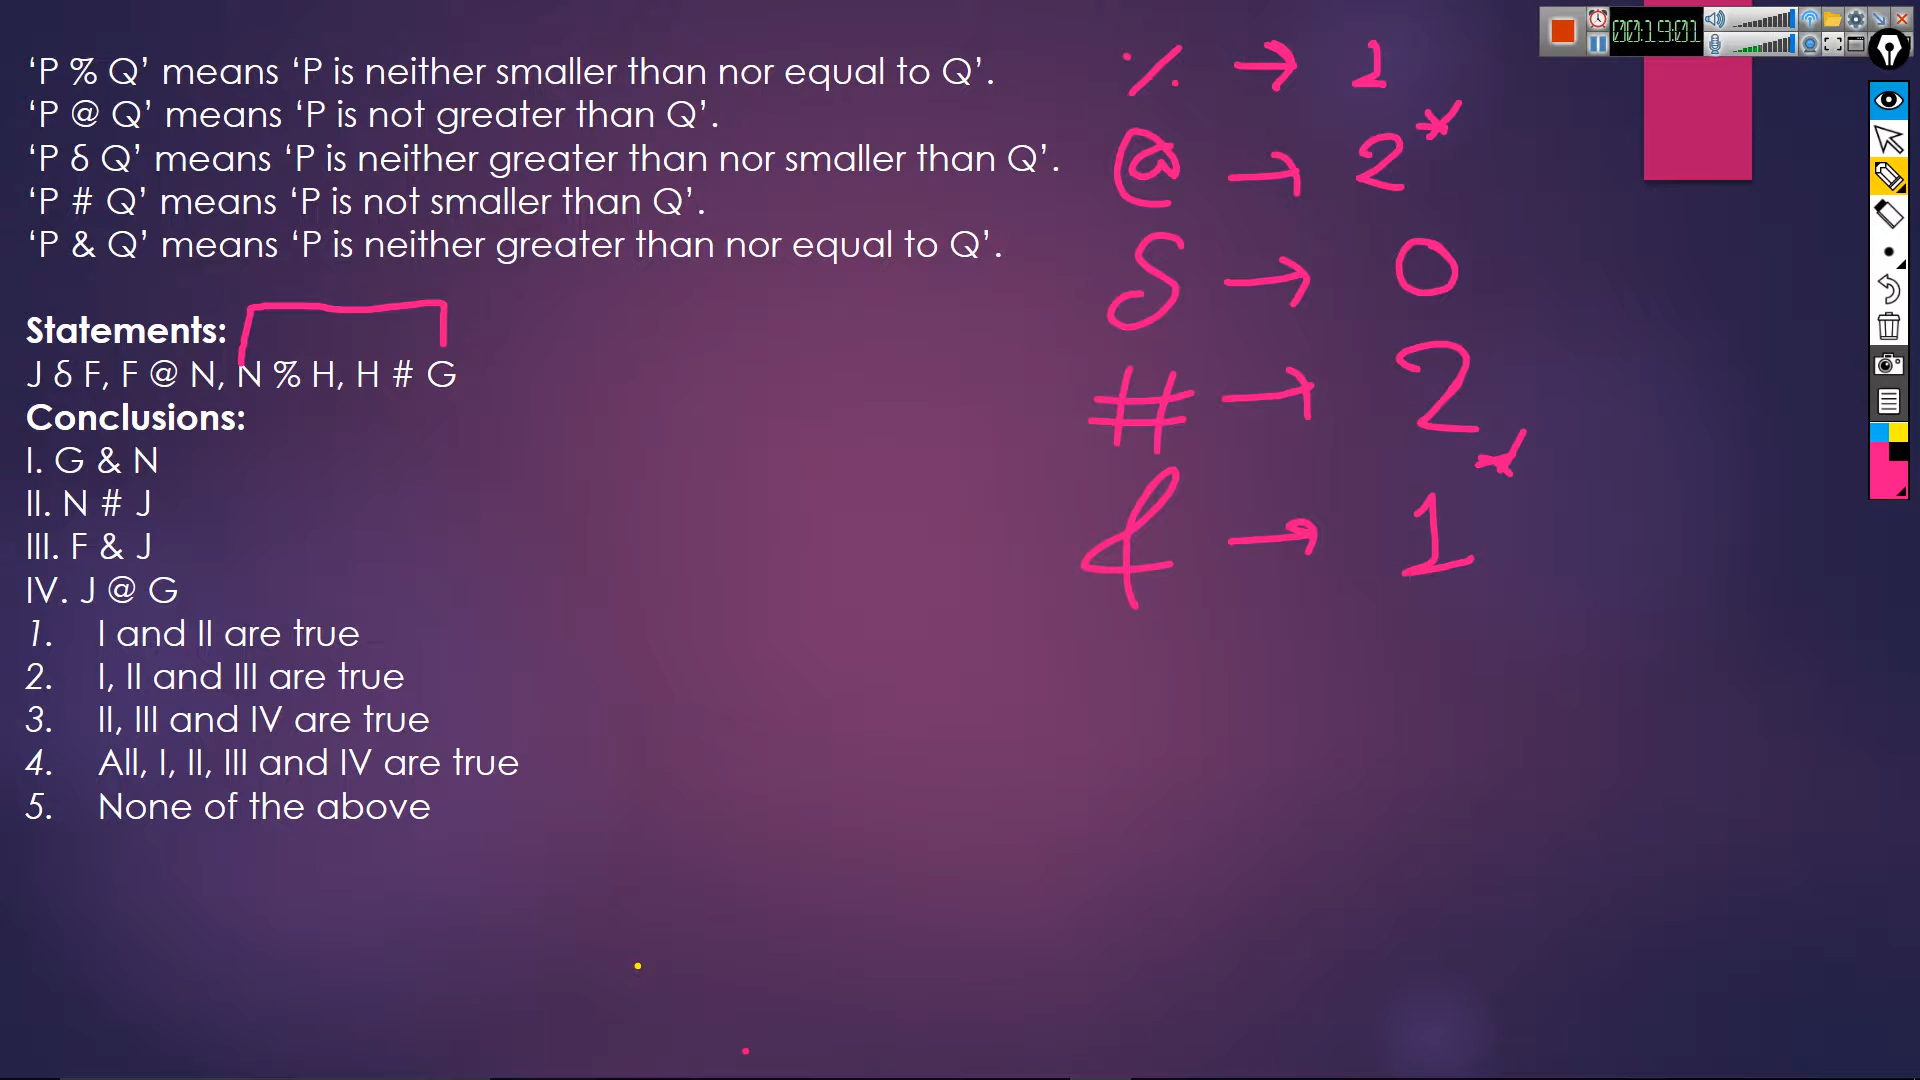 ‘P % Q’ means ‘P is neither smaller than nor equal to Q’.
‘P @ Q’ means ‘P is not greater than Q’.
‘P δ Q’ means ‘P is neither greater than nor smaller than Q’.
‘P # Q’ means ‘P is not smaller than Q’.
‘P & Q’ means ‘P is neither greater than nor equal to Q’.
Statements:
J δ F, F @ N, N % H, H # G
Conclusions:
I. G & N
II. N # J
III. F & J
IV. J @ G
1. I and II are true
2. I, II and III are true
3. II, III and IV are true
4. All, I, II, III and IV are true
5. None of the above
% → 1
@ → 2*
δ → 0
# → 2*
& → 1
00:19:01